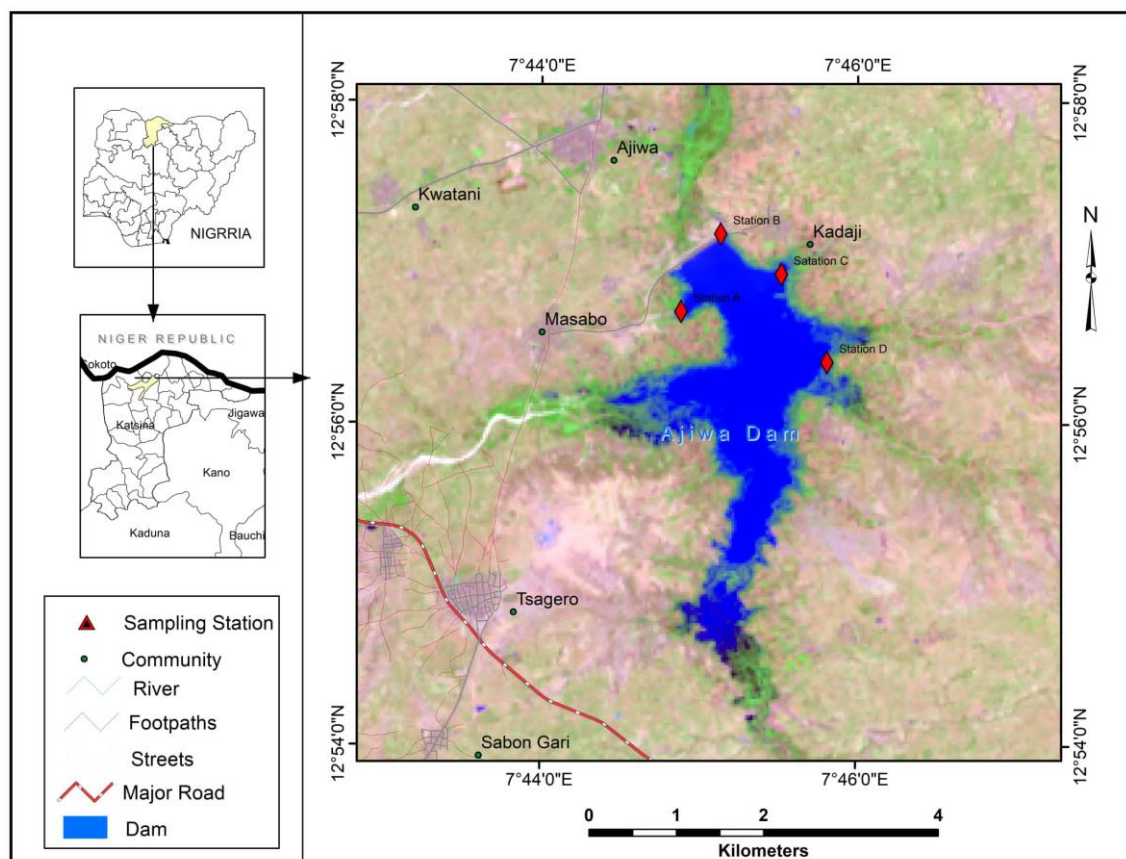 NIGRRIA
NIGER REPUBLIC
Sokoto
Katsina
Jigawa
Kano
Kaduna
Bauchi
Sampling Station
Community
River
Footpaths
Streets
Major Road
Dam
7°44'0"E
7°46'0"E
12°58'0"N
12°58'0"N
Ajiwa
Kwatani
Station B
Kadaji
Satation C
Station A
Masabo
Station D
N
12°56'0"N
12°56'0"N
Ajiwa Dam
Tsagero
Sabon Gari
12°54'0"N
12°54'0"N
7°44'0"E
7°46'0"E
0 1 2 4
Kilometers